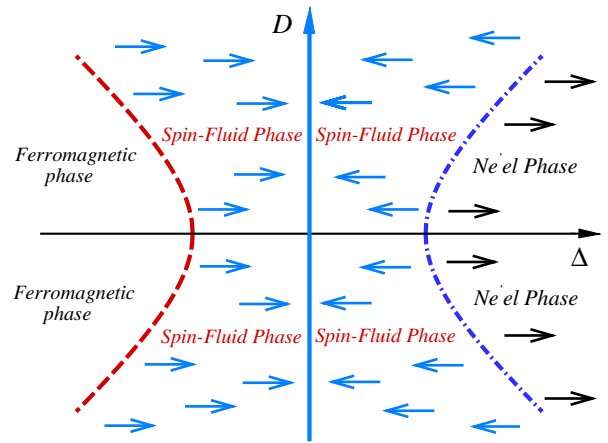 D
Spin-Fluid Phase Spin-Fluid Phase
Ferromagnetic
phase
Ne'el Phase
Δ
Ferromagnetic
phase
Ne'el Phase
Spin-Fluid Phase Spin-Fluid Phase